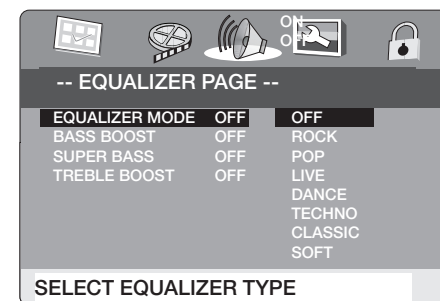 ON
OFF
-- EQUALIZER PAGE --
EQUALIZER MODE OFF OFF
BASS BOOST OFF ROCK
SUPER BASS OFF POP
TREBLE BOOST OFF LIVE
DANCE
TECHNO
CLASSIC
SOFT
SELECT EQUALIZER TYPE